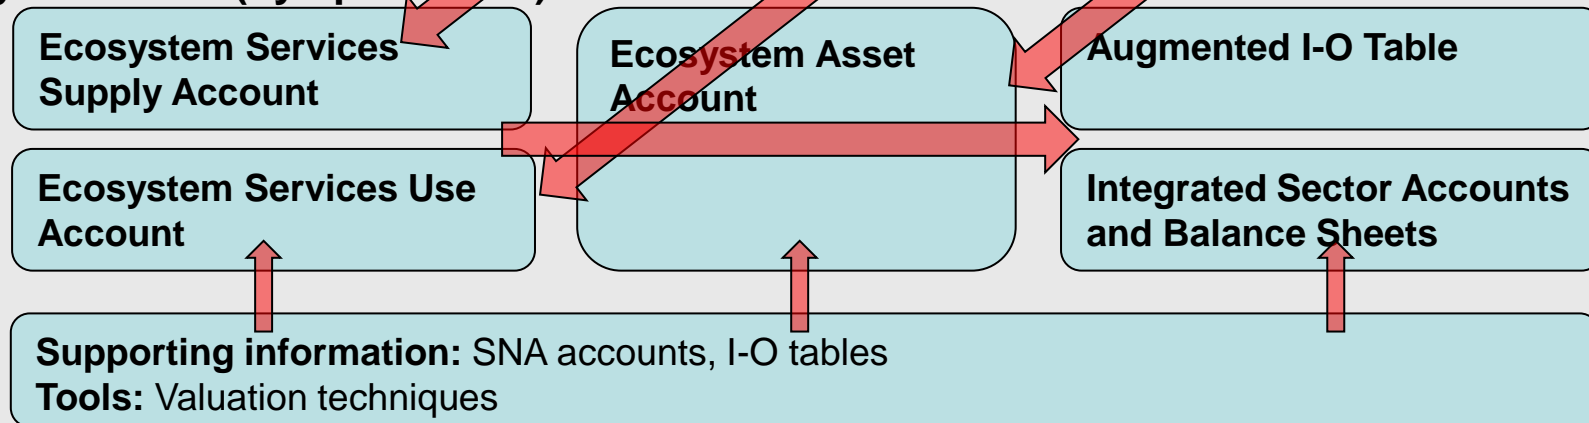 Ecosystem Services
Supply Account
Ecosystem Asset
Account
Augmented I-O Table
Ecosystem Services Use
Account
Integrated Sector Accounts
and Balance Sheets
Supporting information: SNA accounts, I-O tables
Tools: Valuation techniques